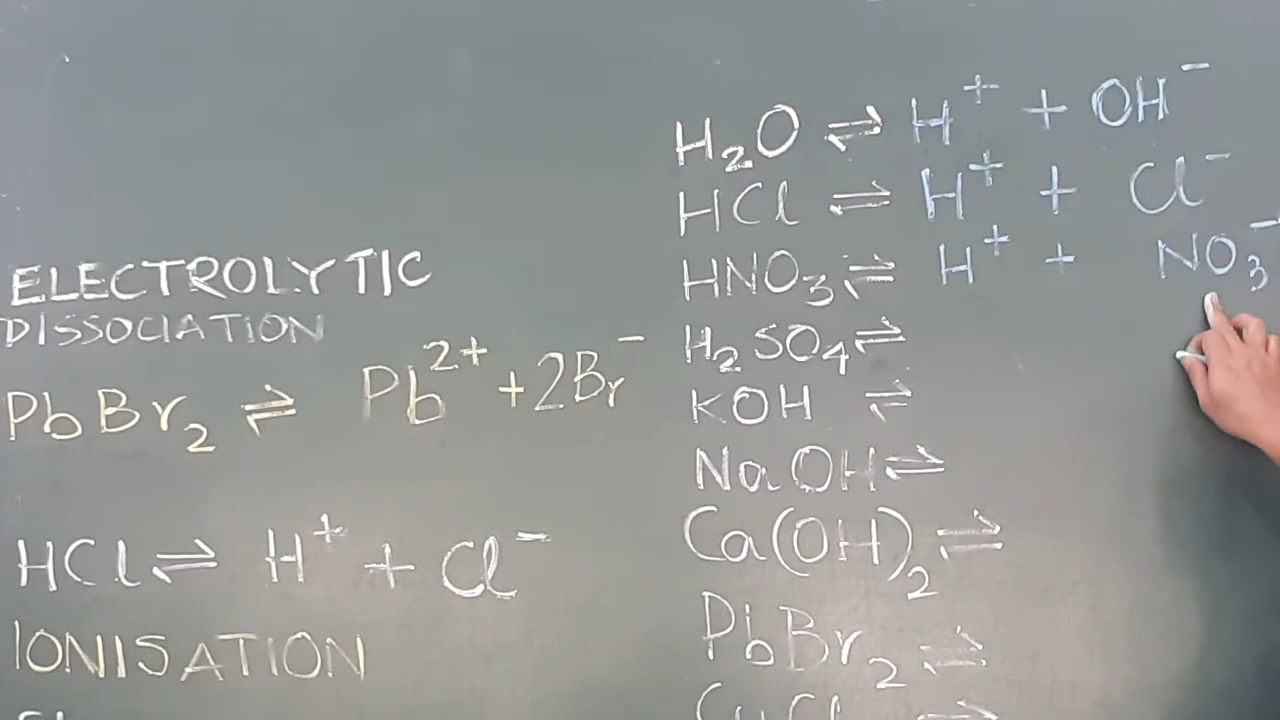 ELECTROLYTIC
DISSOCIATION
PbBr₂ ⇌ Pb²⁺ + 2Br⁻
HCl ⇌ H⁺ + Cl⁻
IONISATION
H₂O ⇌ H⁺ + OH⁻
HCl ⇌ H⁺ + Cl⁻
HNO₃ ⇌ H⁺ + NO₃⁻
H₂SO₄ ⇌
KOH ⇌
NaOH ⇌
Ca(OH)₂ ⇌
PbBr₂ ⇌